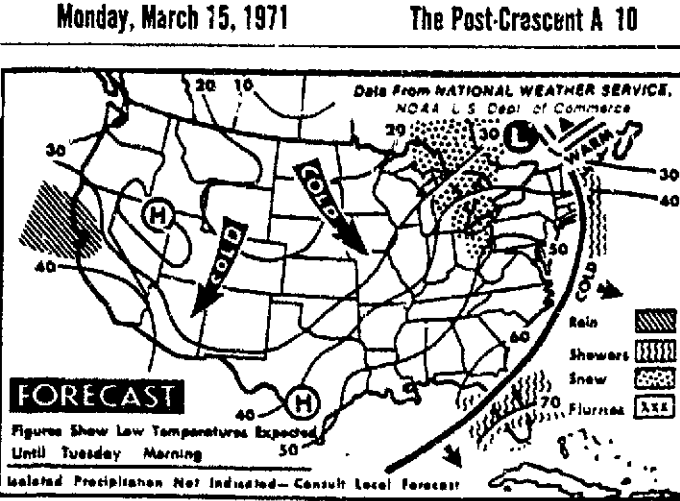 Monday, March 15, 1971
The Post-Crescent A 10
Data From NATIONAL WEATHER SERVICE,
NOAA U.S. Dept. of Commerce
20
10
20
30
L
WARM
30
30
40
COLD
H
COLD
40
50
COLD
60
Rain
Showers
Snow
Flurries
70
FORECAST
40
H
50
Figures Show Low Temperatures Expected
Until Tuesday Morning
Isolated Precipitation Not Indicated— Consult Local Forecast